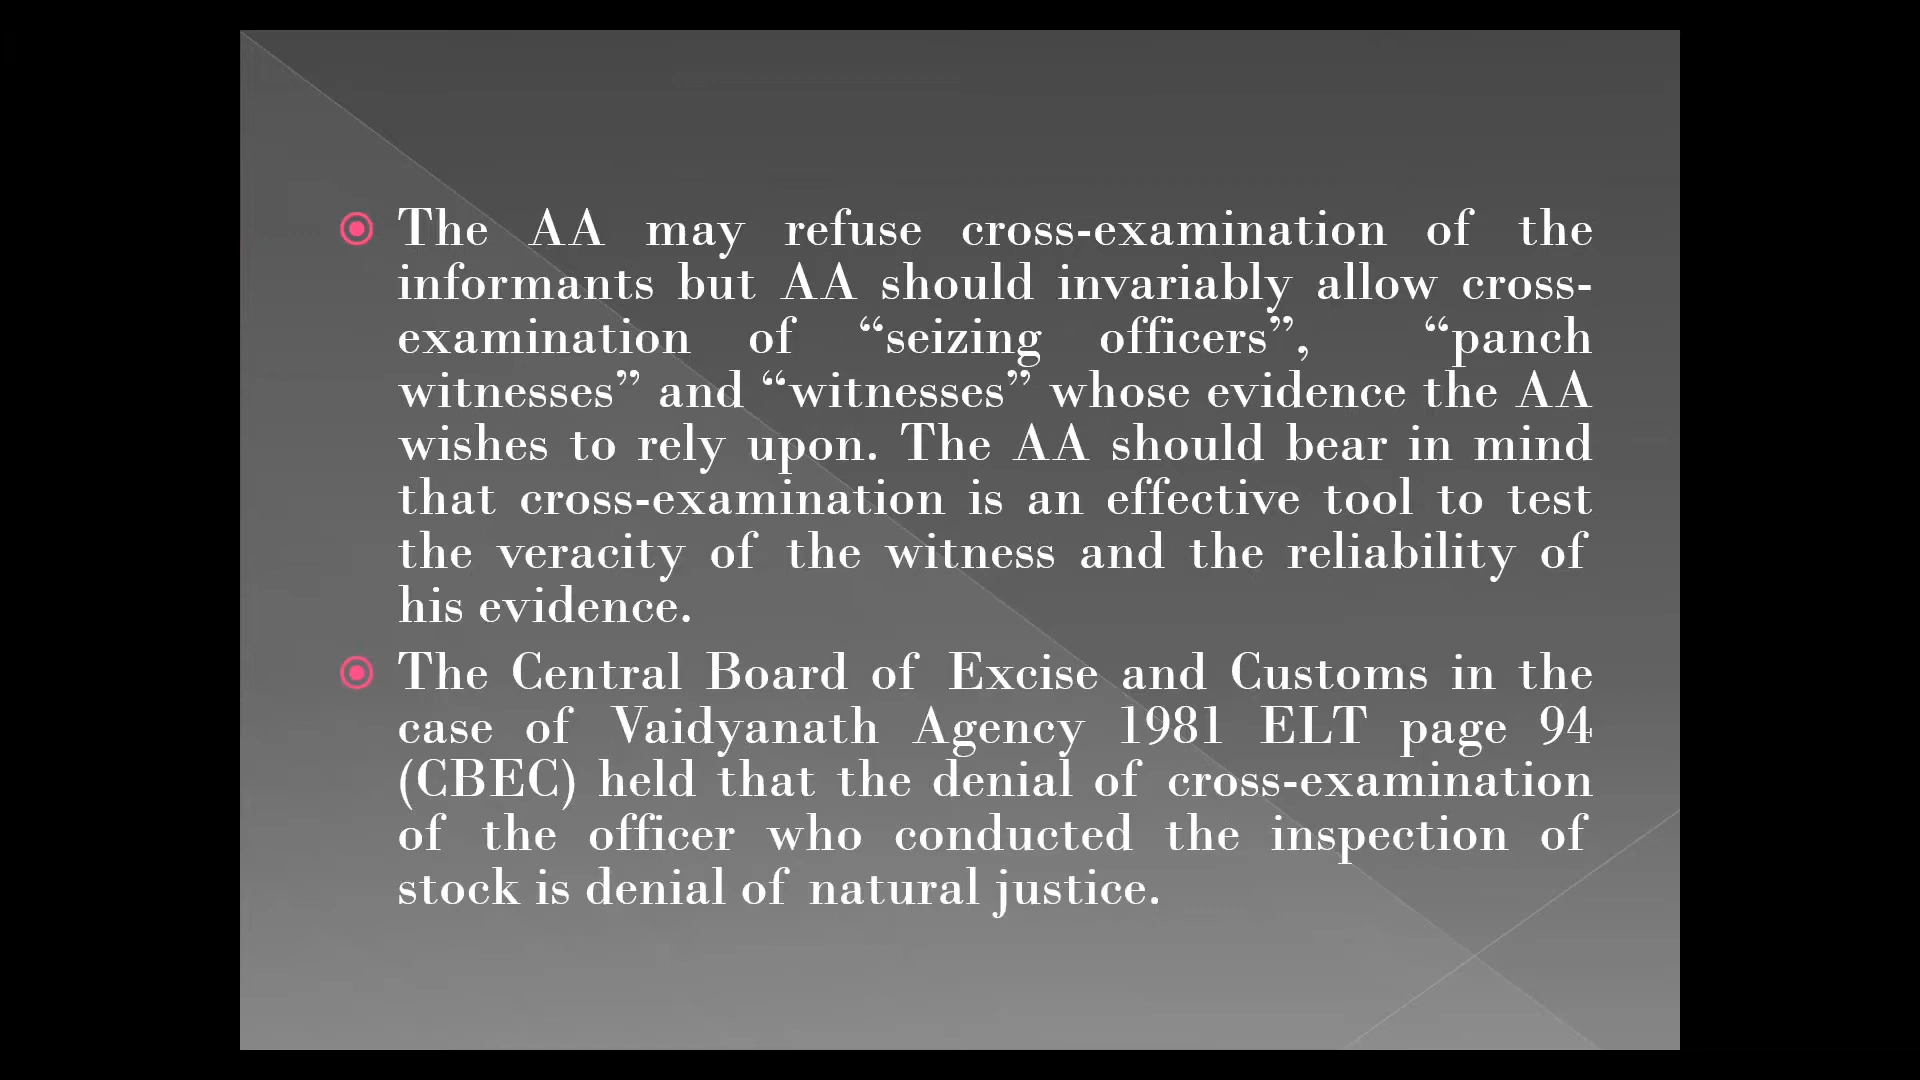 The AA may refuse cross-examination of the
informants but AA should invariably allow cross-
examination of “seizing officers”, “panch
witnesses” and “witnesses” whose evidence the AA
wishes to rely upon. The AA should bear in mind
that cross-examination is an effective tool to test
the veracity of the witness and the reliability of
his evidence.
The Central Board of Excise and Customs in the
case of Vaidyanath Agency 1981 ELT page 94
(CBEC) held that the denial of cross-examination
of the officer who conducted the inspection of
stock is denial of natural justice.